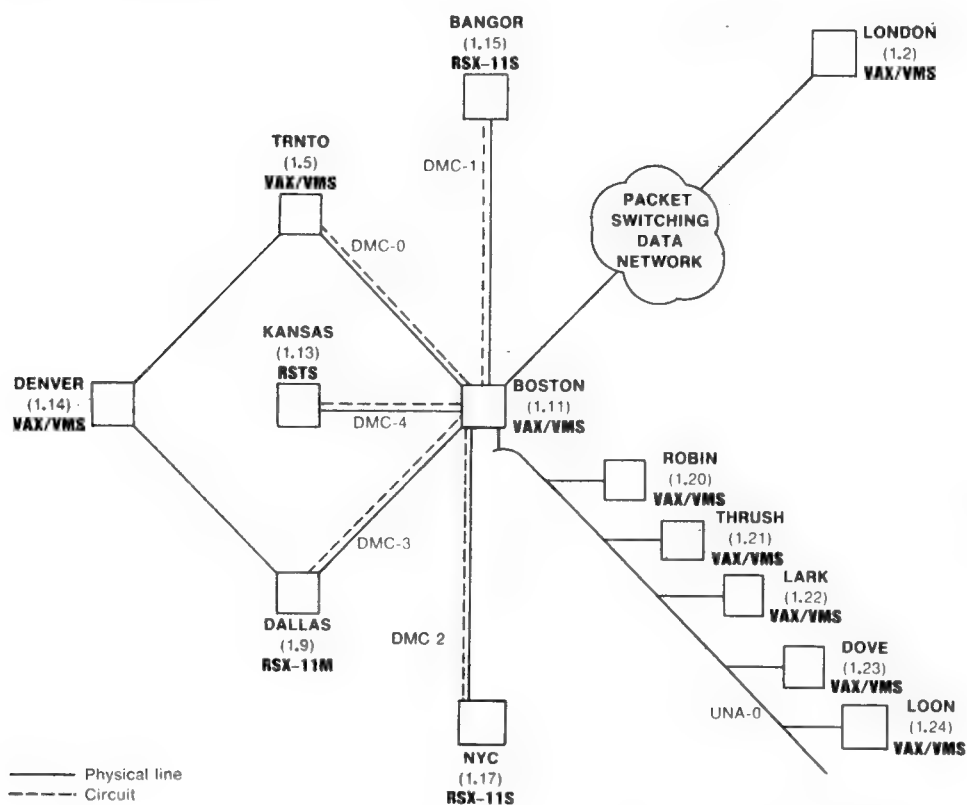 BANGOR
(1.15)
RSX-11S
LONDON
(1.2)
VAX/VMS
TRNTO
(1.5)
VAX/VMS
DMC-1
PACKET
SWITCHING
DATA
NETWORK
DMC-0
KANSAS
(1.13)
RSTS
DENVER
(1.14)
VAX/VMS
BOSTON
(1.11)
VAX/VMS
DMC-4
ROBIN
(1.20)
VAX/VMS
THRUSH
(1.21)
VAX/VMS
DMC-3
LARK
(1.22)
VAX/VMS
DALLAS
(1.9)
RSX-11M
DMC 2
DOVE
(1.23)
VAX/VMS
UNA-0
LOON
(1.24)
VAX/VMS
NYC
(1.17)
RSX-11S
Physical line
Circuit